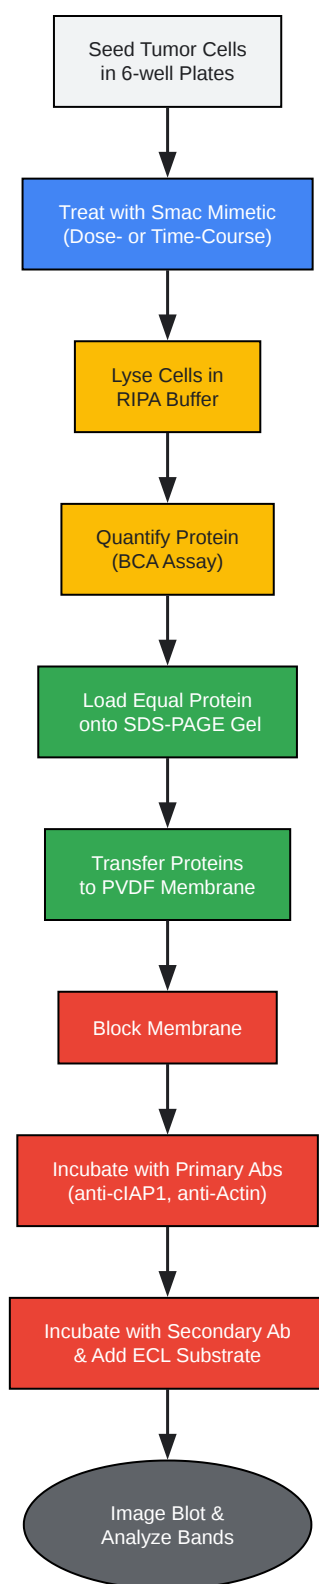 Seed Tumor Cells
in 6-well Plates
Treat with Smac Mimetic
(Dose- or Time-Course)
Lyse Cells in
RIPA Buffer
Quantify Protein
(BCA Assay)
Load Equal Protein
onto SDS-PAGE Gel
Transfer Proteins
to PVDF Membrane
Block Membrane
Incubate with Primary Abs
(anti-cIAP1, anti-Actin)
Incubate with Secondary Ab
& Add ECL Substrate
Image Blot &
Analyze Bands